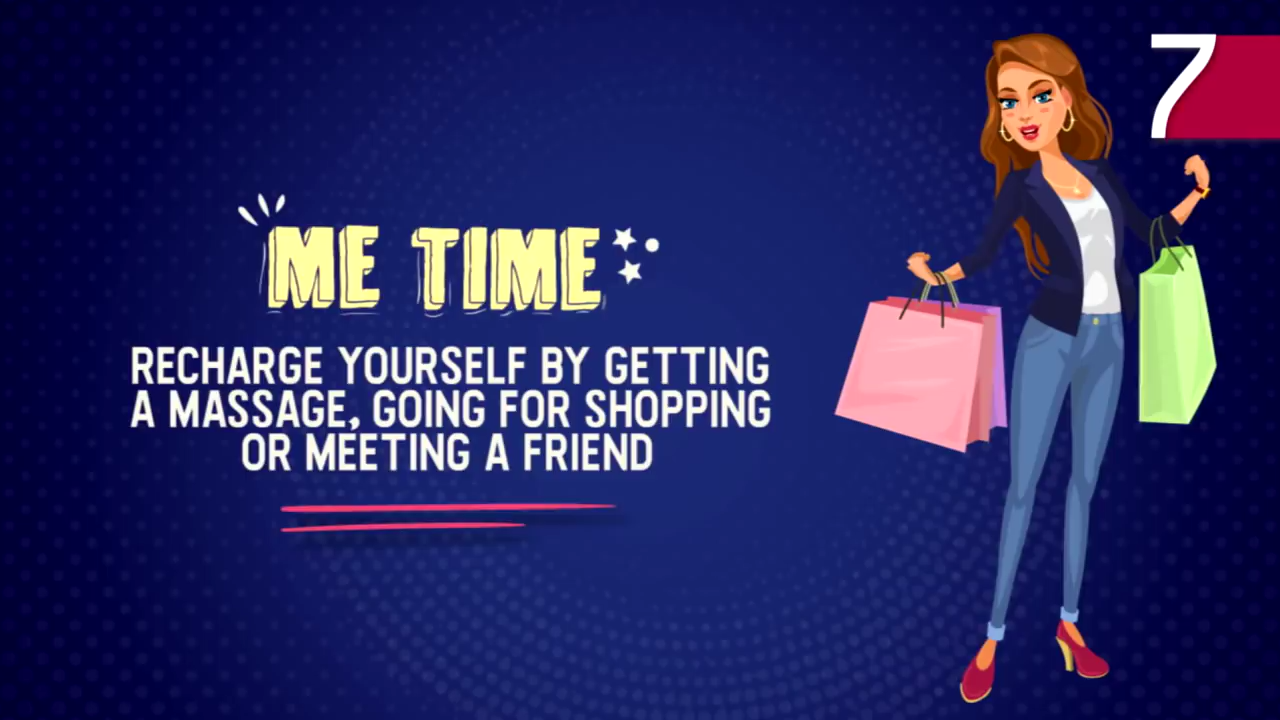 7
ME TIME
RECHARGE YOURSELF BY GETTING
A MASSAGE, GOING FOR SHOPPING
OR MEETING A FRIEND